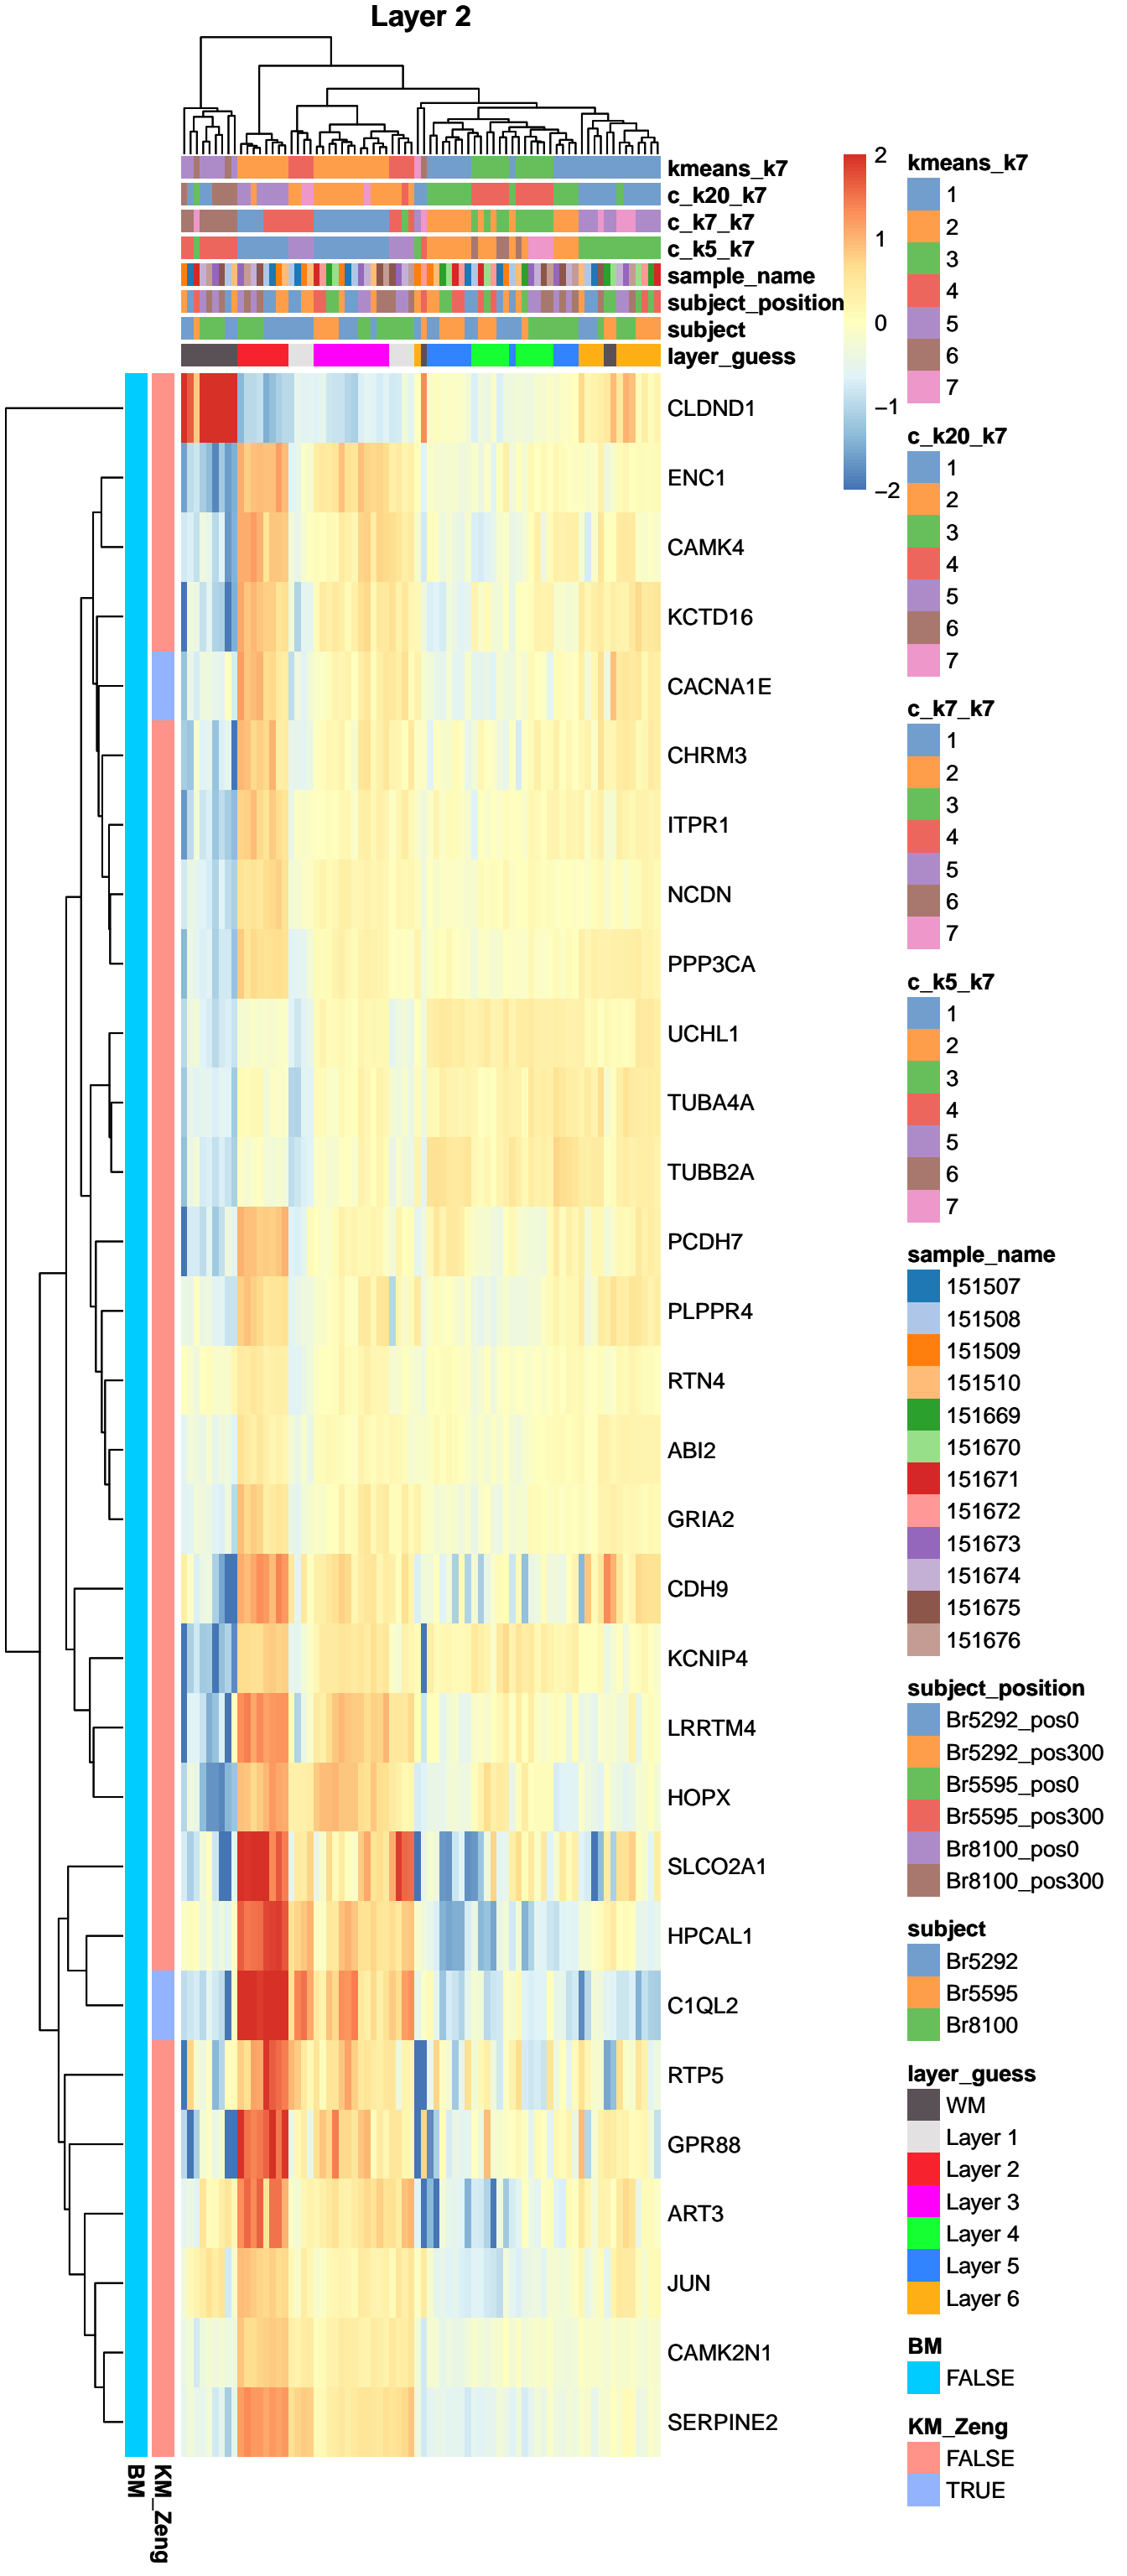 Layer 2
kmeans_k7
c_k20_k7
c_k7_k7
c_k5_k7
sample_name
subject_position
subject
layer_guess
CLDND1
ENC1
CAMK4
KCTD16
CACNA1E
CHRM3
ITPR1
NCDN
PPP3CA
UCHL1
TUBA4A
TUBB2A
PCDH7
PLPPR4
RTN4
ABI2
GRIA2
CDH9
KCNIP4
LRRTM4
HOPX
SLCO2A1
HPCAL1
C1QL2
RTP5
GPR88
ART3
JUN
CAMK2N1
SERPINE2
BM
KM_Zeng
2
1
0
−1
−2
kmeans_k7
1
2
3
4
5
6
7
c_k20_k7
1
2
3
4
5
6
7
c_k7_k7
1
2
3
4
5
6
7
c_k5_k7
1
2
3
4
5
6
7
sample_name
151507
151508
151509
151510
151669
151670
151671
151672
151673
151674
151675
151676
subject_position
Br5292_pos0
Br5292_pos300
Br5595_pos0
Br5595_pos300
Br8100_pos0
Br8100_pos300
subject
Br5292
Br5595
Br8100
layer_guess
WM
Layer 1
Layer 2
Layer 3
Layer 4
Layer 5
Layer 6
BM
FALSE
KM_Zeng
FALSE
TRUE